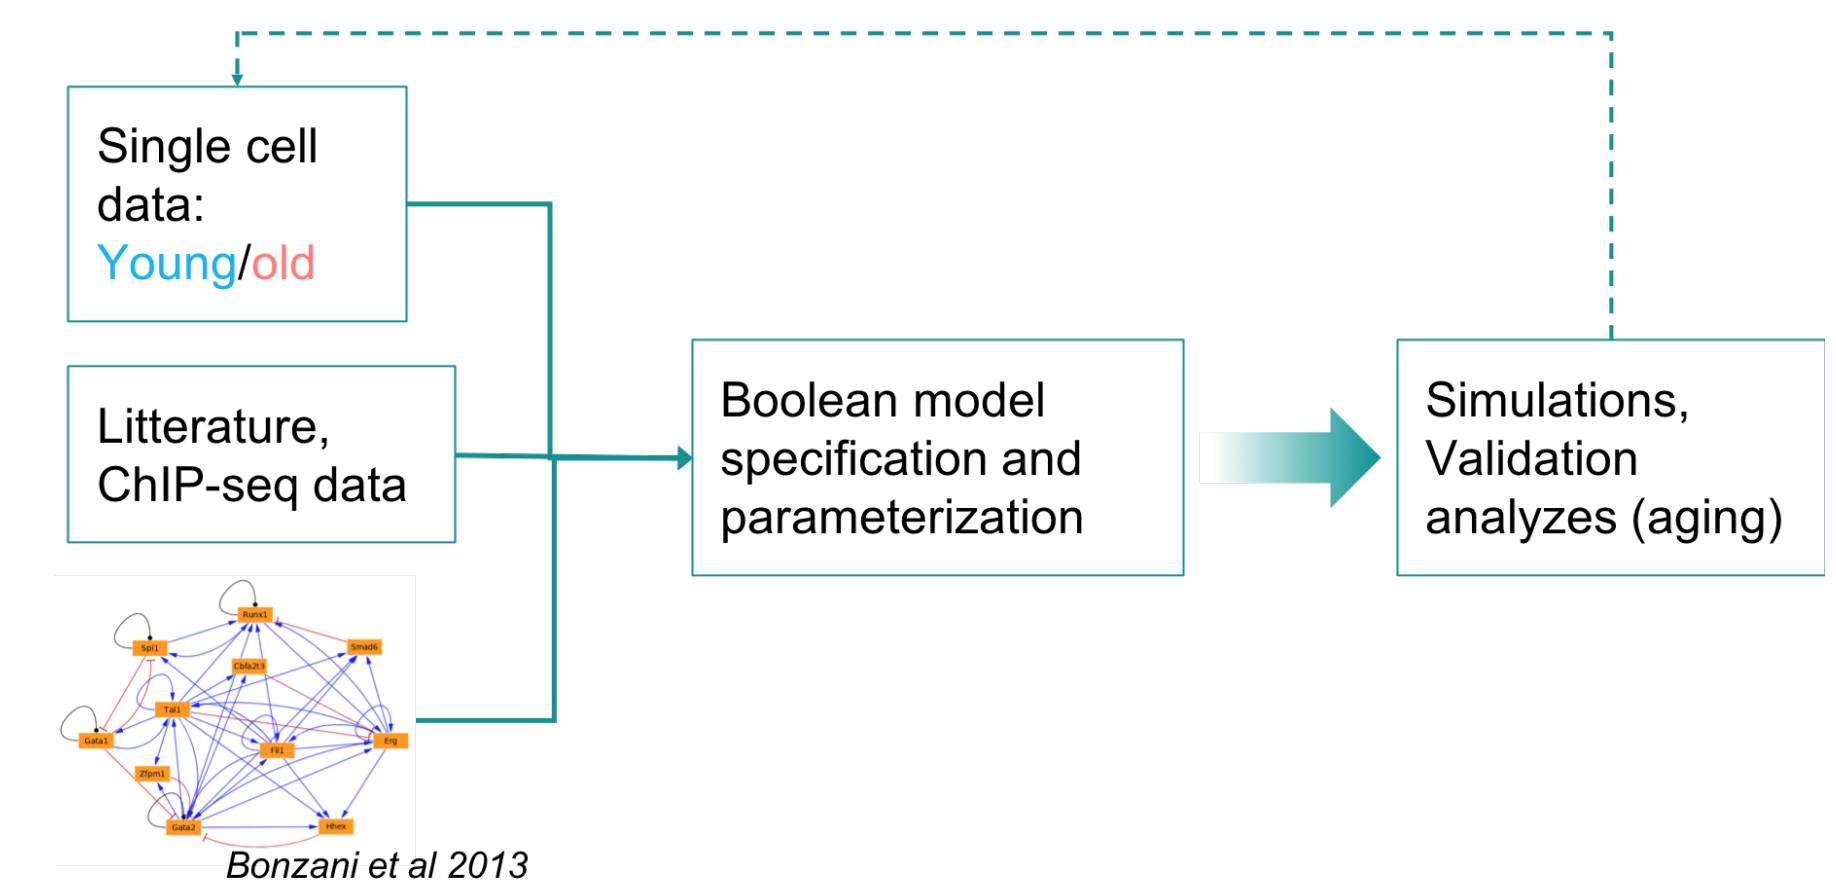 Single cell
data:
Young/old
Litterature,
ChIP-seq data
Boolean model
specification and
parameterization
Simulations,
Validation
analyzes (aging)
Runx1
Spi1
Smad6
Cbfa2t3
Tal1
Gata1
Fli1
Erg
Zfpm1
Gata2
Hhex
Bonzani et al 2013